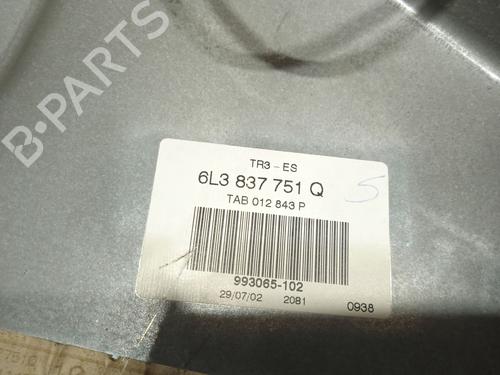 B-PARTS
TR3-ES
6L3 837 751 Q
5
TAB 012 843 P
993065-102
29/07/02 2081 0938